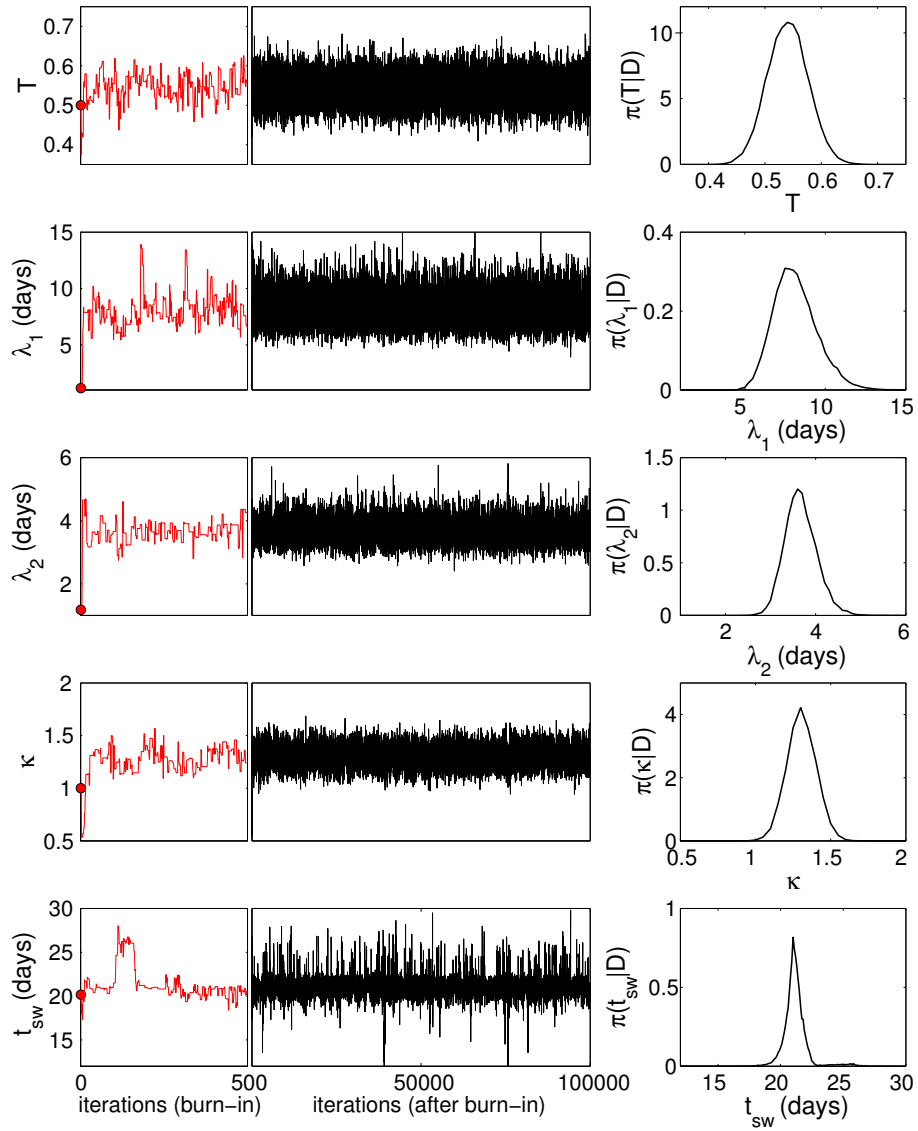 0.7
0.6
0.5
0.4
T
10
5
0
π(T|D)
0.4 0.5 0.6 0.7
T
15
10
5
λ1 (days)
0.4
0.2
0
π(λ1|D)
5 10 15
λ1 (days)
6
4
2
λ2 (days)
1.5
1
0.5
0
π(λ2|D)
2 4 6
λ2 (days)
2
1.5
1
0.5
κ
4
2
0
π(κ|D)
0.5 1 1.5 2
κ
30
25
20
15
tsw (days)
0 500
iterations (burn−in)
50000 100000
iterations (after burn−in)
1
0.5
0
π(tsw|D)
15 20 25 30
tsw (days)